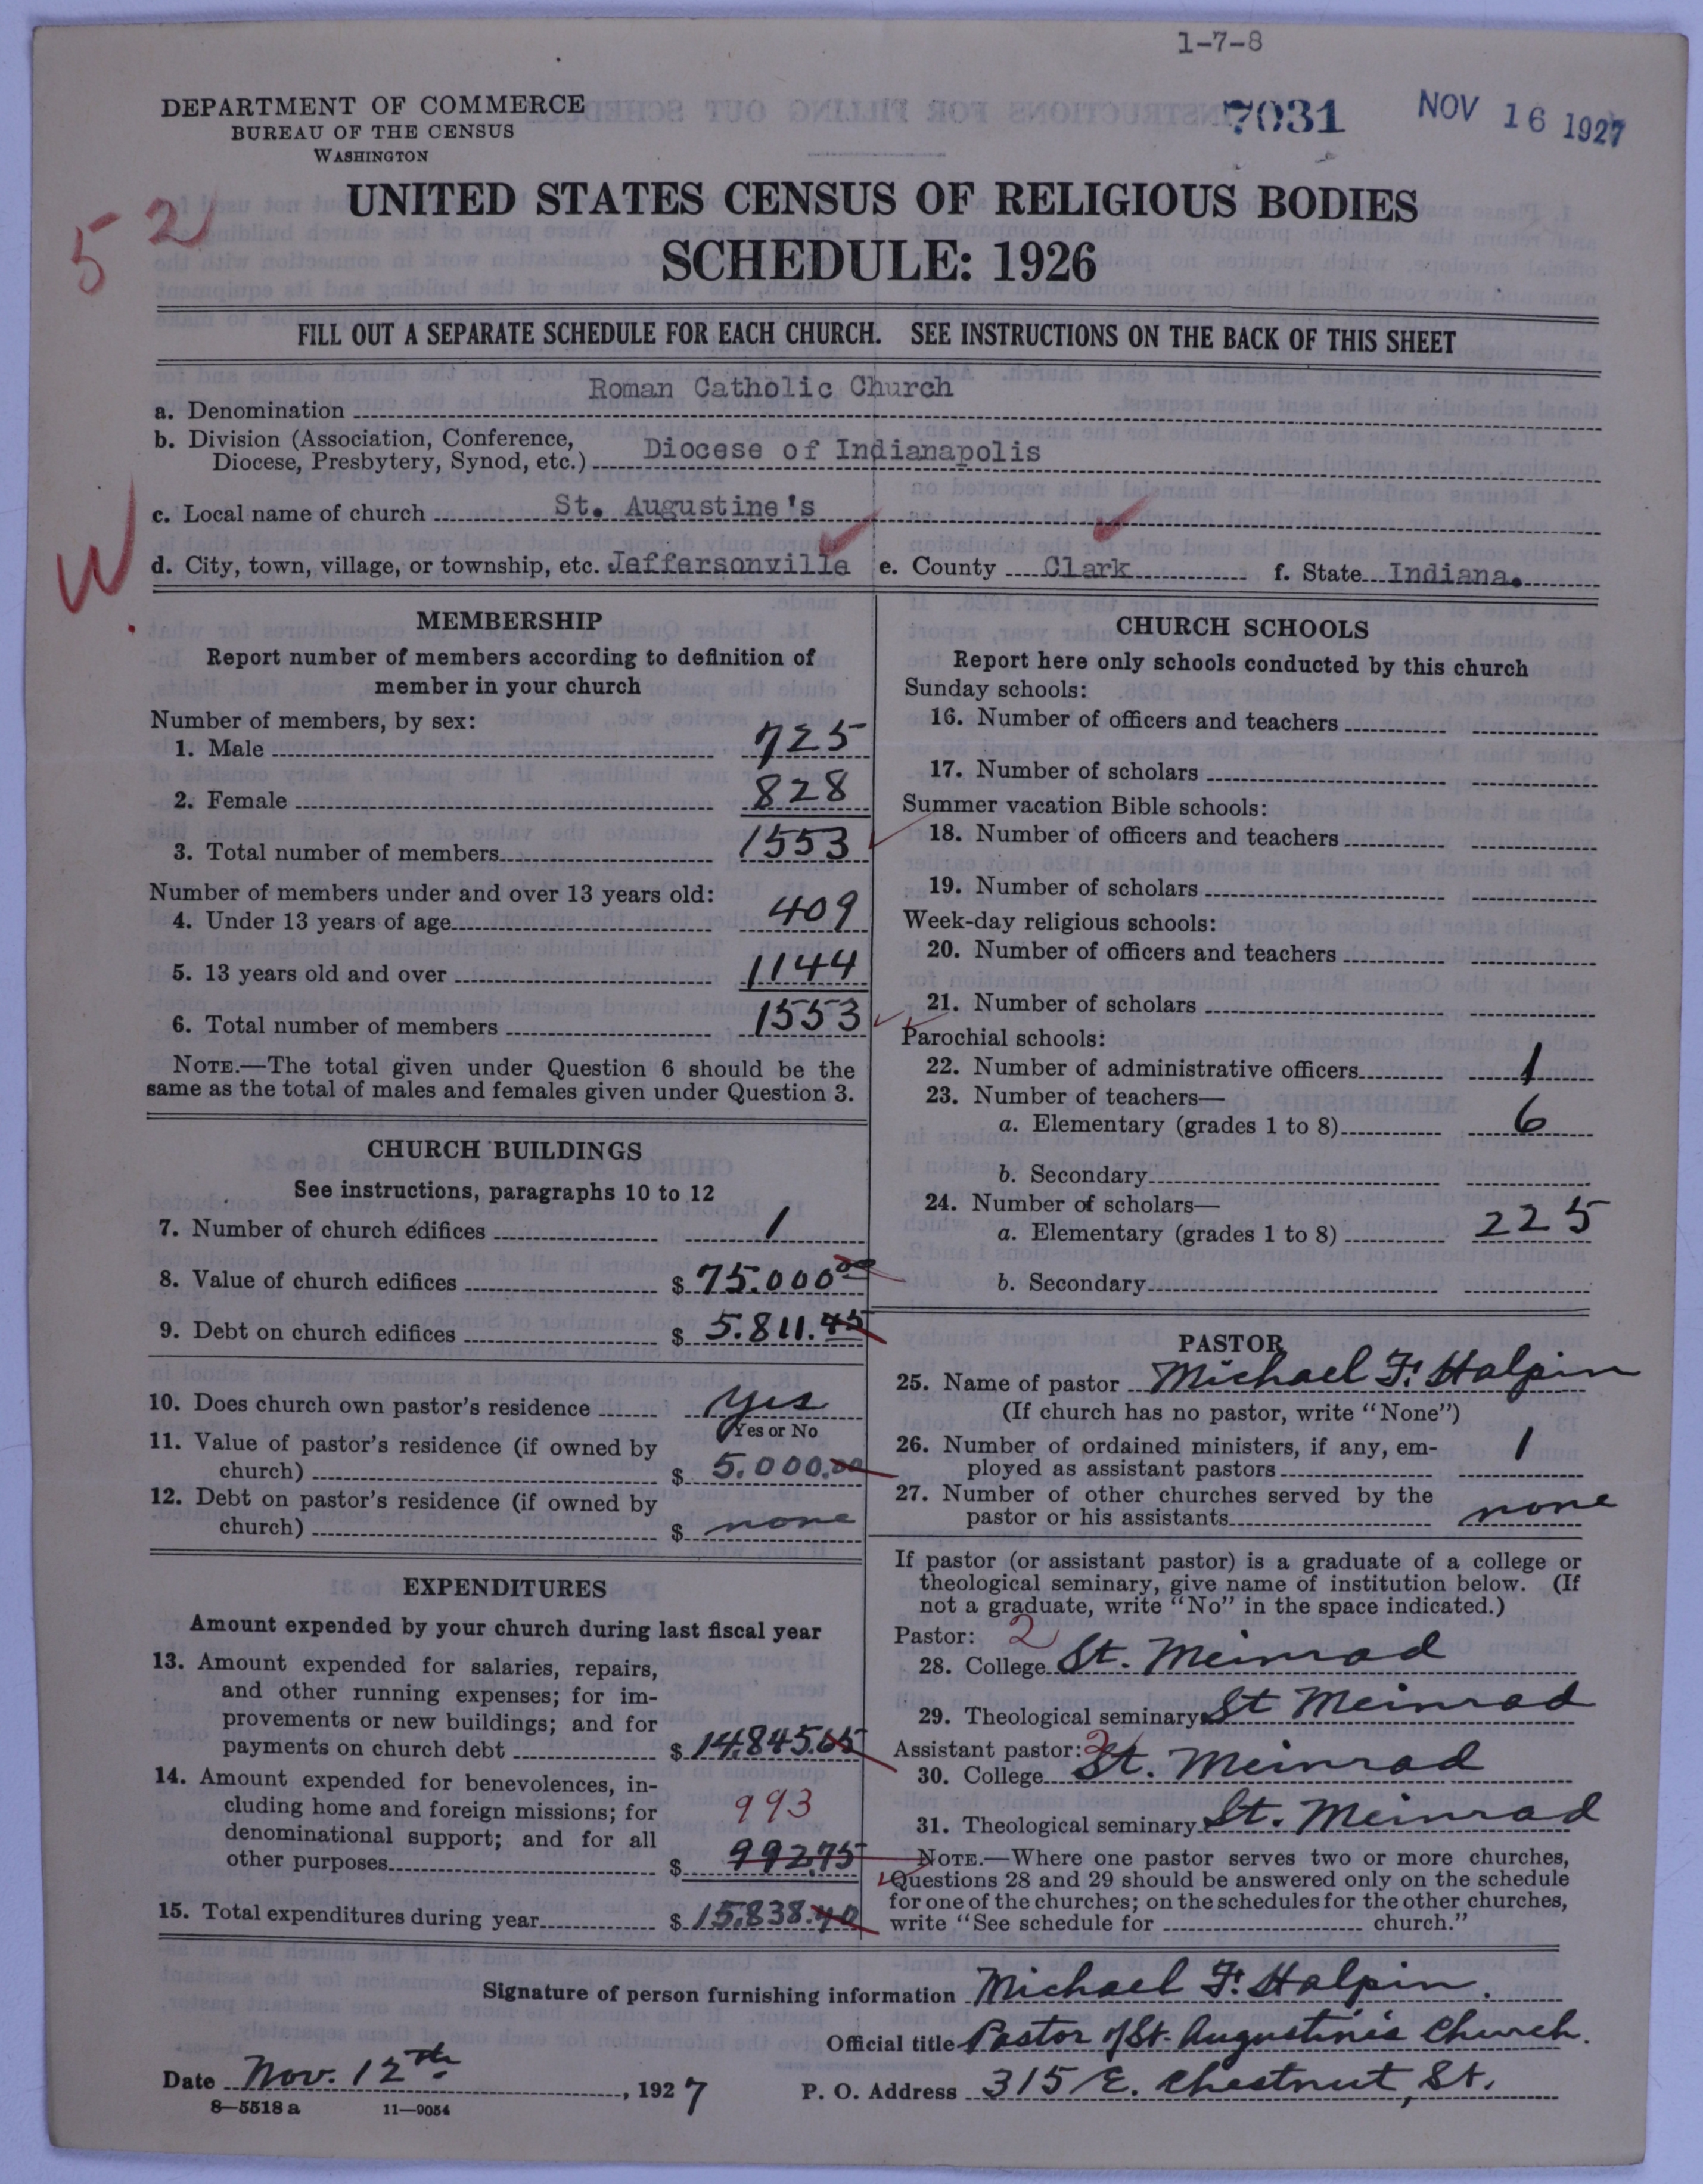 1-7-8
DEPARTMENT OF COMMERCE
BUREAU OF THE CENSUS
WASHINGTON
7031
NOV 16 1927
UNITED STATES CENSUS OF RELIGIOUS BODIES
SCHEDULE: 1926
52
FILL OUT A SEPARATE SCHEDULE FOR EACH CHURCH. SEE INSTRUCTIONS ON THE BACK OF THIS SHEET
a. Denomination Roman Catholic Church
b. Division (Association, Conference,
Diocese, Presbytery, Synod, etc.) Diocese of Indianapolis
c. Local name of church St. Augustine's
W
d. City, town, village, or township, etc. Jeffersonville e. County Clark f. State Indiana.
MEMBERSHIP
Report number of members according to definition of
member in your church
Number of members, by sex:
1. Male 725
2. Female 828
3. Total number of members 1553
Number of members under and over 13 years old:
4. Under 13 years of age 409
5. 13 years old and over 1144
6. Total number of members 1553
NOTE.—The total given under Question 6 should be the
same as the total of males and females given under Question 3.
CHURCH BUILDINGS
See instructions, paragraphs 10 to 12
7. Number of church edifices 1
8. Value of church edifices $ 75.000.00
9. Debt on church edifices $ 5.811.45
10. Does church own pastor's residence yes
Yes or No
11. Value of pastor's residence (if owned by
church) $ 5.000.00
12. Debt on pastor's residence (if owned by
church) $ none
EXPENDITURES
Amount expended by your church during last fiscal year
13. Amount expended for salaries, repairs,
and other running expenses; for im-
provements or new buildings; and for
payments on church debt $ 14.845.65
14. Amount expended for benevolences, in-
cluding home and foreign missions; for
993
denominational support; and for all
other purposes $ 992.75
15. Total expenditures during year $ 15.838.40
CHURCH SCHOOLS
Report here only schools conducted by this church
Sunday schools:
16. Number of officers and teachers
17. Number of scholars
Summer vacation Bible schools:
18. Number of officers and teachers
19. Number of scholars
Week-day religious schools:
20. Number of officers and teachers
21. Number of scholars
Parochial schools:
22. Number of administrative officers 1
23. Number of teachers—
a. Elementary (grades 1 to 8) 6
b. Secondary
24. Number of scholars—
a. Elementary (grades 1 to 8) 225
b. Secondary
PASTOR
25. Name of pastor Michael F. Halpin
(If church has no pastor, write "None")
26. Number of ordained ministers, if any, em-
ployed as assistant pastors 1
27. Number of other churches served by the
pastor or his assistants none
If pastor (or assistant pastor) is a graduate of a college or
theological seminary, give name of institution below. (If
not a graduate, write "No" in the space indicated.)
Pastor: 2
28. College St. Meinrad
29. Theological seminary St Meinrad
Assistant pastor: 2
30. College St. Meinrad
31. Theological seminary St. Meinrad
NOTE.—Where one pastor serves two or more churches,
Questions 28 and 29 should be answered only on the schedule
for one of the churches; on the schedules for the other churches,
write "See schedule for church."
Signature of person furnishing information Michael F. Halpin.
Official title Pastor of St. Augustine's Church.
Date Nov. 12th, 1927
P. O. Address 315 E. Chestnut, St.
8—5518 a 11—9054